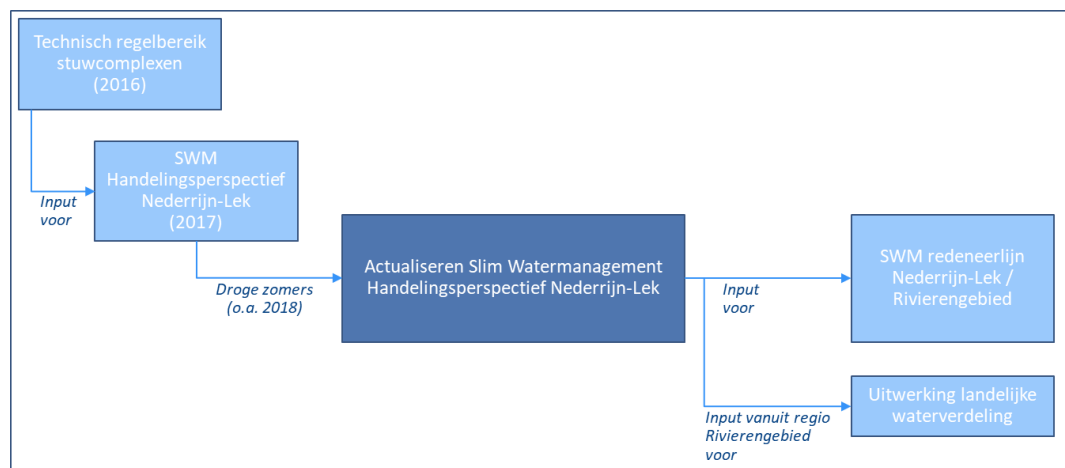 Technisch regelbereik
stuwcomplexen
(2016)
Input
voor
SWM
Handelingsperspectief
Nederrijn-Lek
(2017)
Droge zomers
(o.a. 2018)
Actualiseren Slim Watermanagement
Handelingsperspectief Nederrijn-Lek
Input
voor
SWM redeneerlijn
Nederrijn-Lek /
Rivierengebied
Input vanuit regio
Rivierengebied
voor
Uitwerking landelijke
waterverdeling